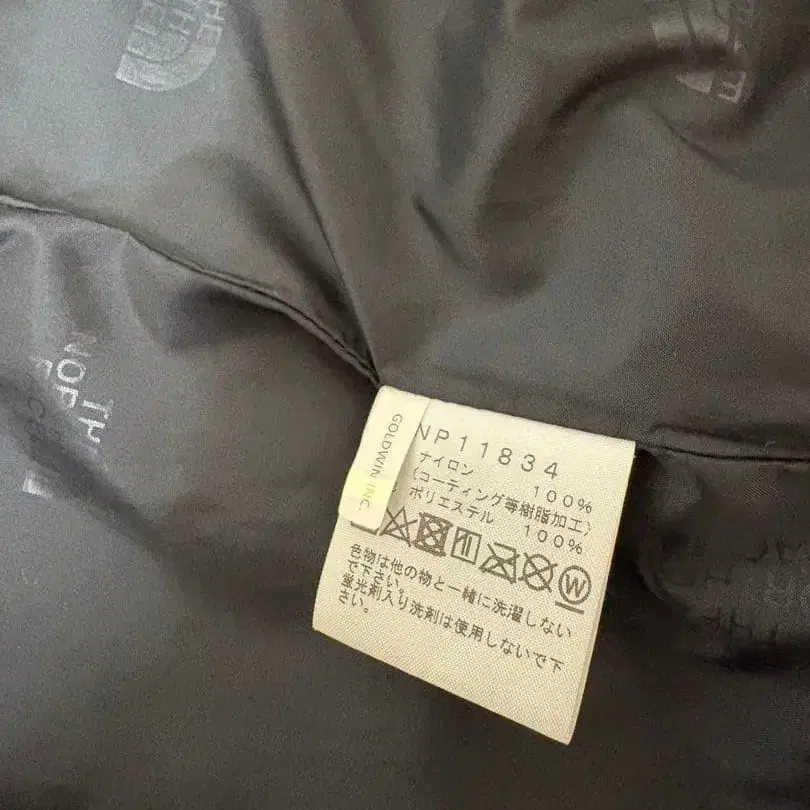 THE
NOR
GOLDWIN INC.
NP11834
ナイロン 100%
(コーティング等樹脂加工)
ポリエステル 100%
W
色物は他の物と一緒に洗濯しない
で下さい。
蛍光剤入り洗剤は使用しないで下
さい。